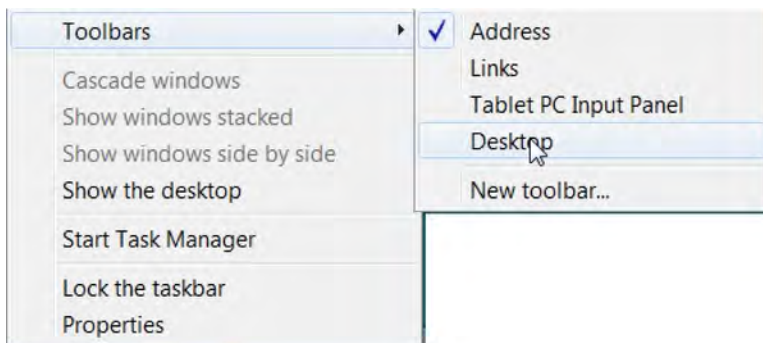 Toolbars
Cascade windows
Show windows stacked
Show windows side by side
Show the desktop
Start Task Manager
Lock the taskbar
Properties
Address
Links
Tablet PC Input Panel
Desktop
New toolbar...